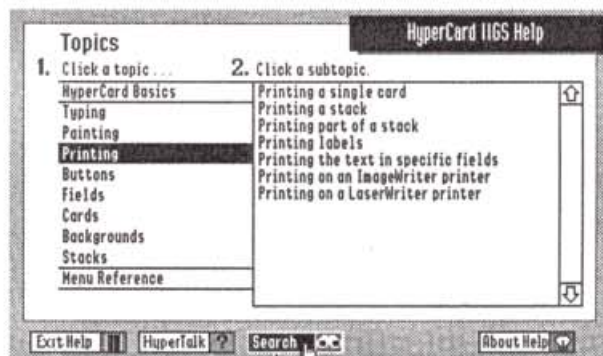 HyperCard IIGS Help
Topics
1. Click a topic ...
HyperCard Basics
Typing
Painting
Printing
Buttons
Fields
Cards
Backgrounds
Stacks
Menu Reference
2. Click a subtopic.
Printing a single card
Printing a stack
Printing part of a stack
Printing labels
Printing the text in specific fields
Printing on an ImageWriter printer
Printing on a LaserWriter printer
Exit Help
HyperTalk ?
Search
About Help